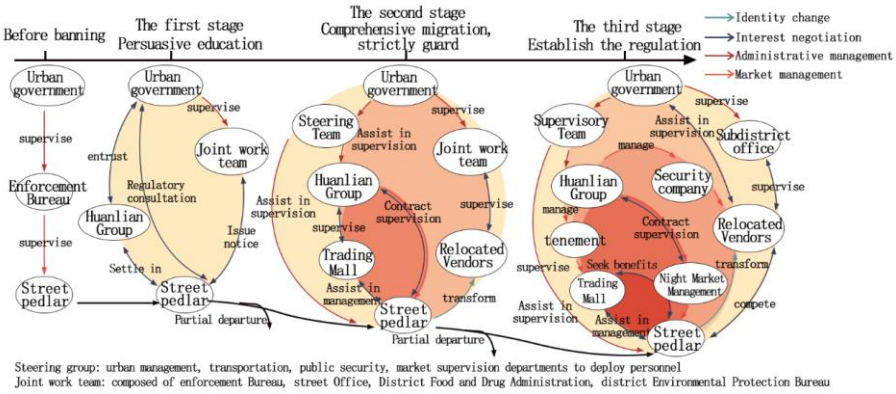 Before banning
The first stage
Persuasive education
The second stage
Comprehensive migration,
strictly guard
The third stage
Establish the regulation
Identity change
Interest negotiation
Administrative management
Market management
Urban
government
supervise
Enforcement
Bureau
supervise
Street
pedlar
Urban
government
supervise
Joint work
team
entrust
Regulatory
consultation
Huanlian
Group
Issue
notice
Settle in
Street
pedlar
Partial departure
Urban
government
supervise
Steering
Team
Assist in
supervision
Joint work
team
Huanlian
Group
Assist in
supervision
Contract
supervision
supervise
supervise
Trading
Mall
Relocated
Vendors
Assist in
management
transform
Street
pedlar
Partial departure
Urban
government
supervise
Supervisory
Team
Assist in
supervision
Subdistrict
office
manage
Huanlian
Group
Security
company
supervise
manage
Contract
supervision
Relocated
Vendors
tenement
Seek benefits
transform
supervise
Trading
Mall
Night Market
Management
Assist in
supervision
Assist in
management
compete
Street
pedlar
Steering group: urban management, transportation, public security, market supervision departments to deploy personnel
Joint work team: composed of enforcement Bureau, street Office, District Food and Drug Administration, district Environmental Protection Bureau